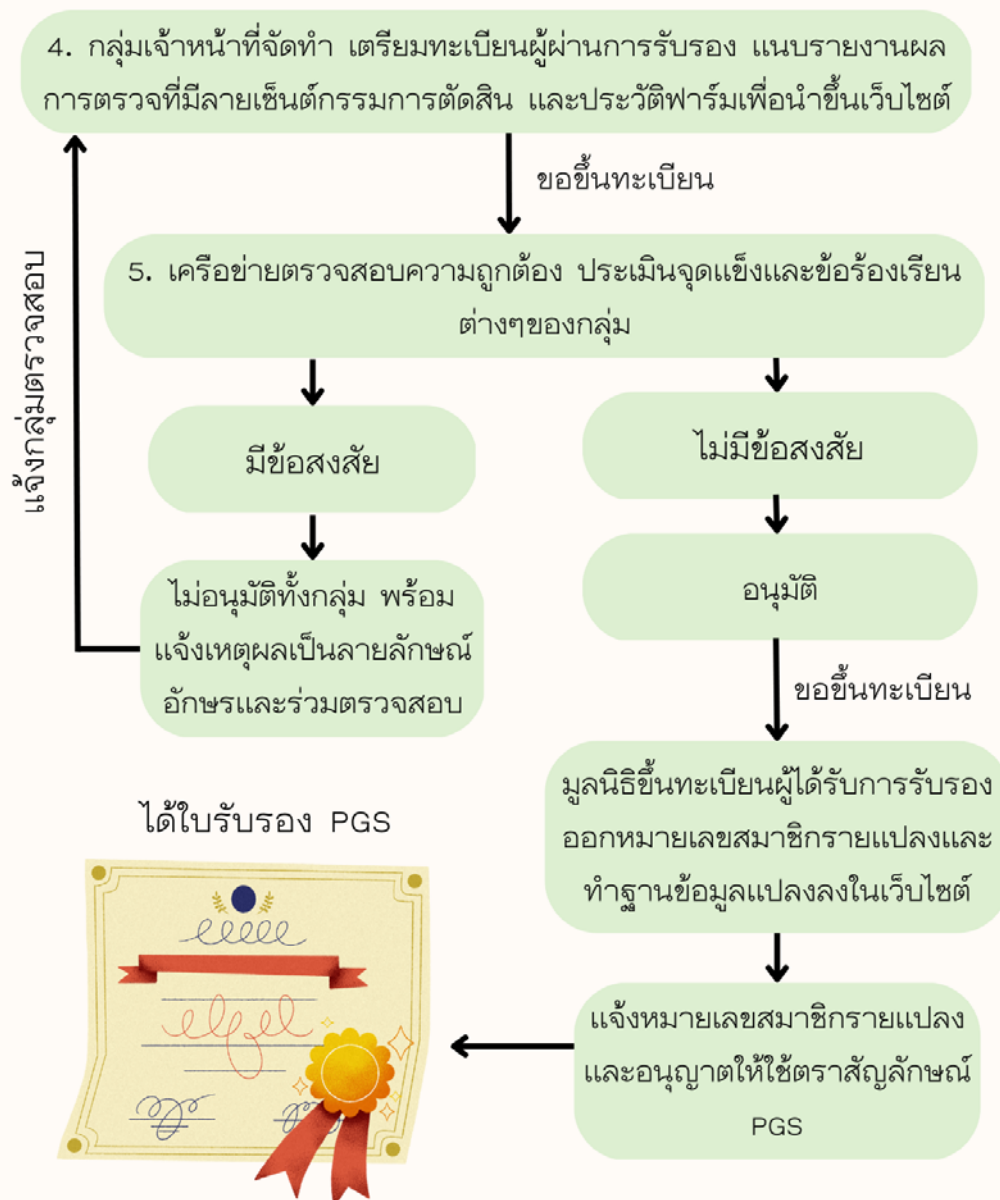 4. กลุ่มเจ้าหน้าที่จัดทำ เตรียมทะเบียนผู้ผ่านการรับรอง แนบรายงานผล
การตรวจที่มีลายเซ็นต์กรรมการตัดสิน และประวัติฟาร์มเพื่อนำขึ้นเว็บไซต์
ขอขึ้นทะเบียน
แจ้งกลุ่มตรวจสอบ
5. เครือข่ายตรวจสอบความถูกต้อง ประเมินจุดแข็งและข้อร้องเรียน
ต่างๆของกลุ่ม
มีข้อสงสัย
ไม่อนุมัติทั้งกลุ่ม พร้อม
แจ้งเหตุผลเป็นลายลักษณ์
อักษรและร่วมตรวจสอบ
ไม่มีข้อสงสัย
อนุมัติ
ขอขึ้นทะเบียน
มูลนิธิขึ้นทะเบียนผู้ได้รับการรับรอง
ออกหมายเลขสมาชิกรายแปลงและ
ทำฐานข้อมูลแปลงลงในเว็บไซต์
แจ้งหมายเลขสมาชิกรายแปลง
และอนุญาตให้ใช้ตราสัญลักษณ์
PGS
ได้ใบรับรอง PGS